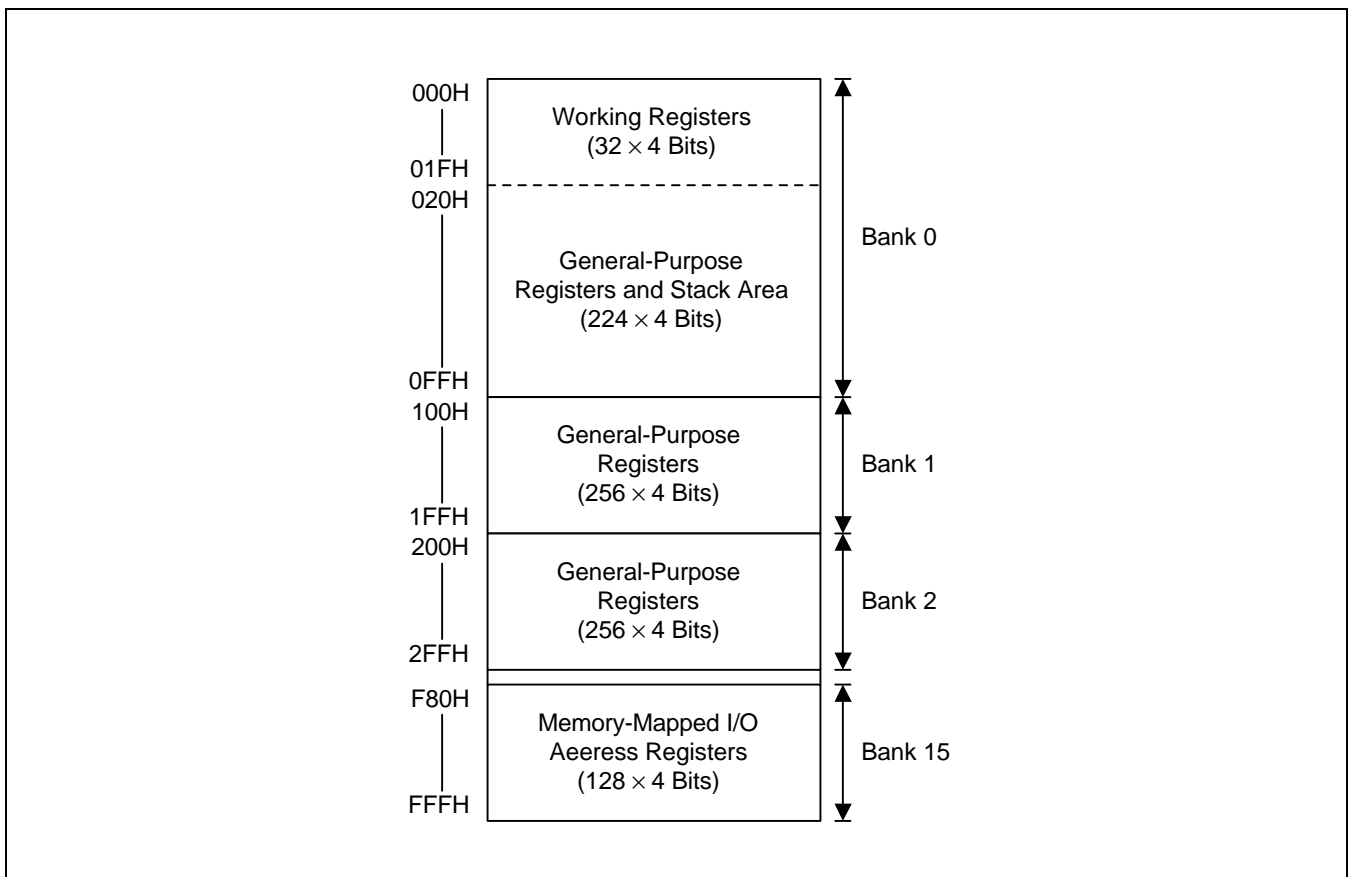 000H
Working Registers
(32 × 4 Bits)
01FH
020H
Bank 0
General-Purpose
Registers and Stack Area
(224 × 4 Bits)
0FFH
100H
General-Purpose
Registers
(256 × 4 Bits)
Bank 1
1FFH
200H
General-Purpose
Registers
(256 × 4 Bits)
Bank 2
2FFH
F80H
Memory-Mapped I/O
Aeeress Registers
(128 × 4 Bits)
Bank 15
FFFH